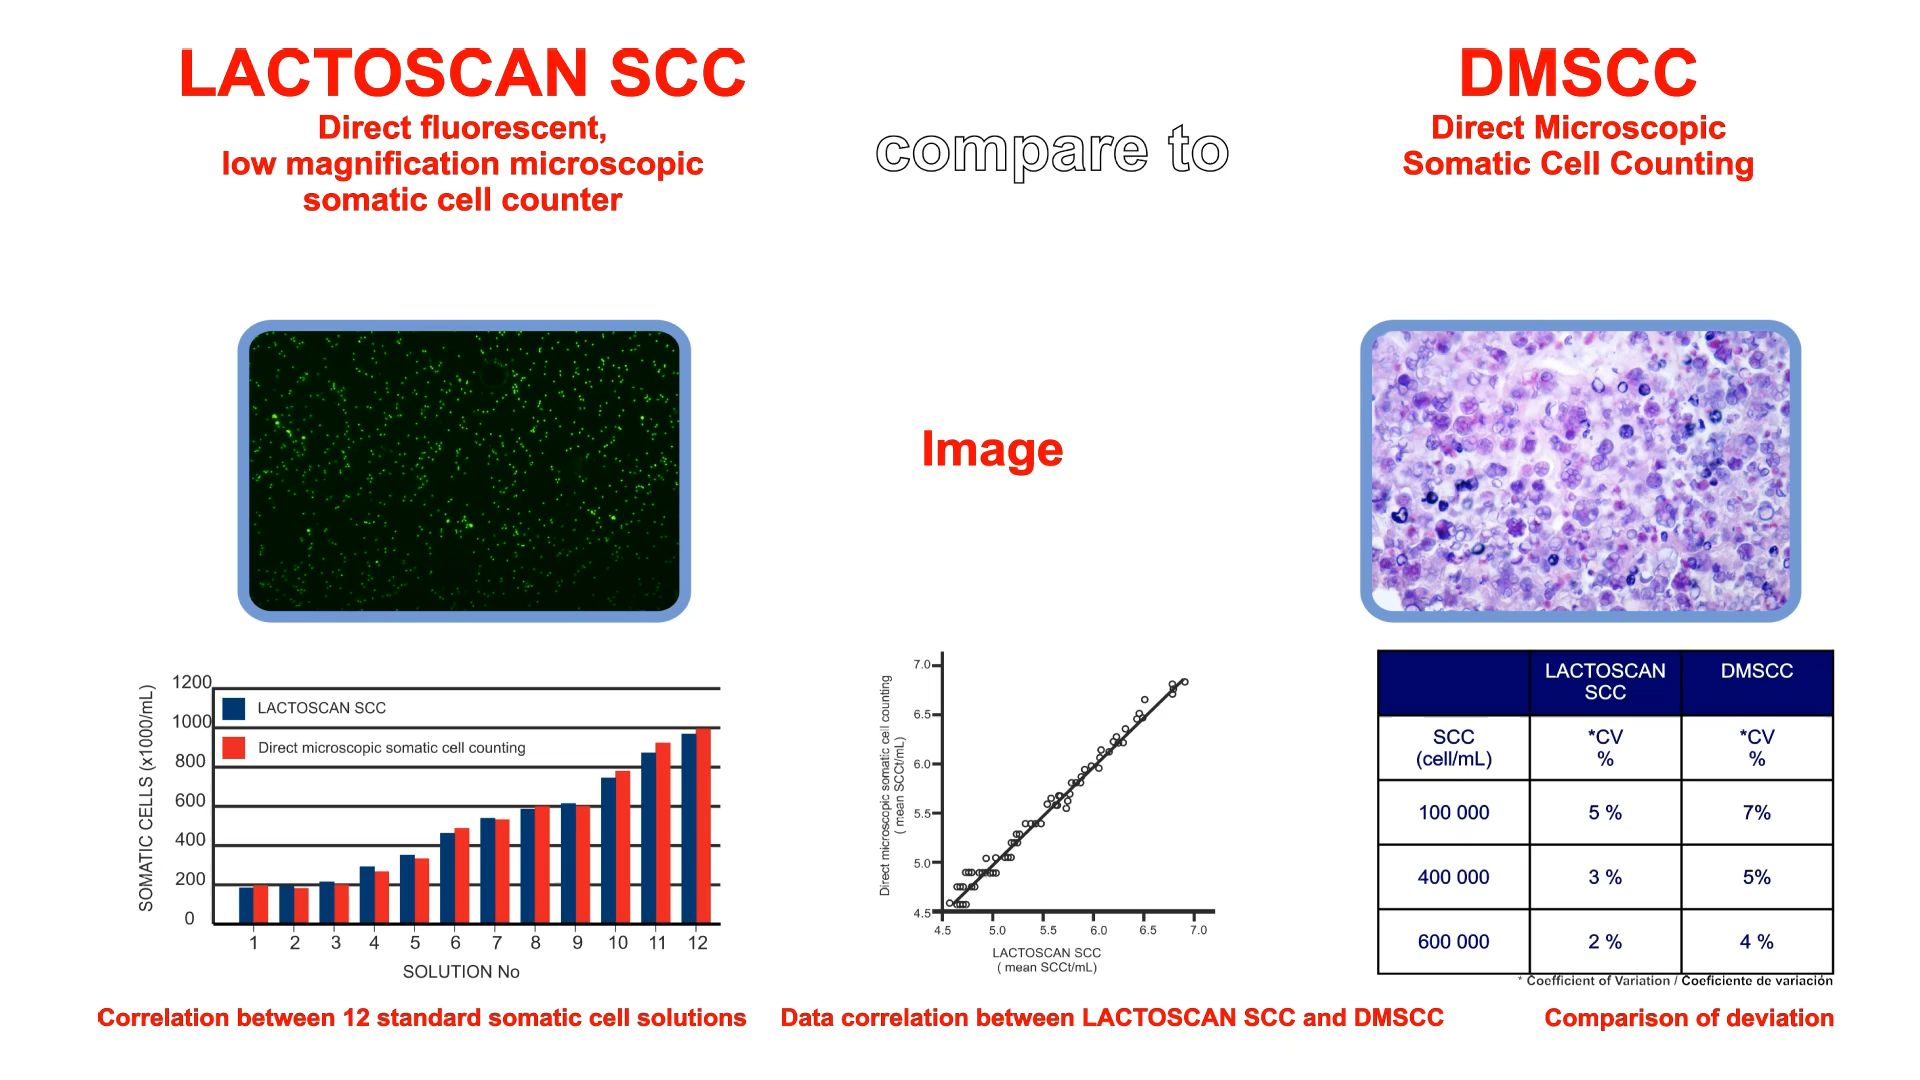 LACTOSCAN SCC
Direct fluorescent,
low magnification microscopic
somatic cell counter
compare to
DMSCC
Direct Microscopic
Somatic Cell Counting
Image
SOMATIC CELLS (x1000/mL)
1200
1000
800
600
400
200
0
LACTOSCAN SCC
Direct microscopic somatic cell counting
1 2 3 4 5 6 7 8 9 10 11 12
SOLUTION No
Correlation between 12 standard somatic cell solutions
Direct microscopic somatic cell counting
( mean SCCt/mL)
7.0
6.5
6.0
5.5
5.0
4.5
4.5 5.0 5.5 6.0 6.5 7.0
LACTOSCAN SCC
( mean SCCt/mL)
Data correlation between LACTOSCAN SCC and DMSCC
LACTOSCAN SCC DMSCC
SCC (cell/mL) *CV % *CV %
100 000 5 % 7%
400 000 3 % 5%
600 000 2 % 4 %
* Coefficient of Variation / Coeficiente de variación
Comparison of deviation